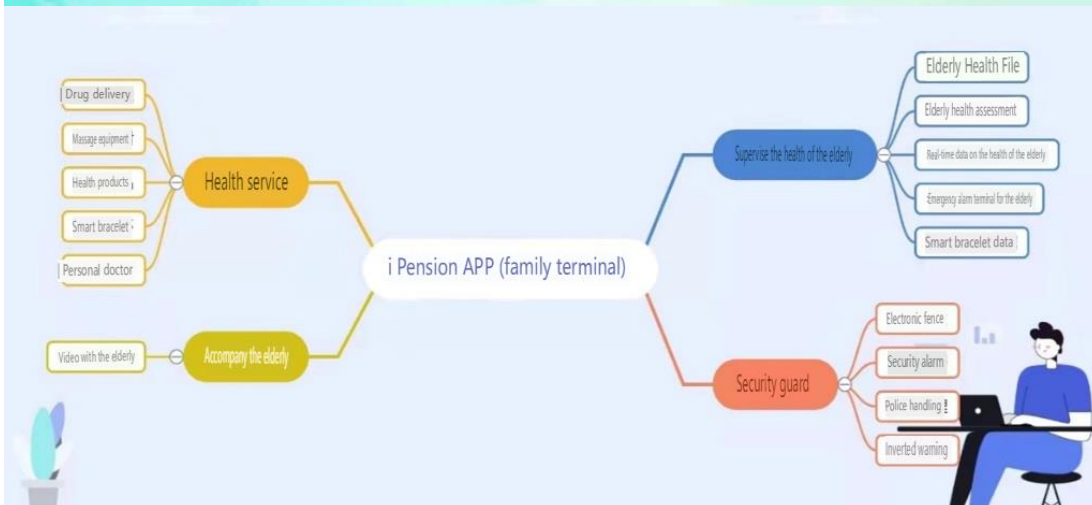 Drug delivery
Massage equipment
Health products
Smart bracelet
Personal doctor
Health service
Video with the elderly
Accompany the elderly
i Pension APP (family terminal)
Supervise the health of the elderly
Elderly Health File
Elderly health assessment
Real-time data on the health of the elderly
Emergency alarm terminal for the elderly
Smart bracelet data
Security guard
Electronic fence
Security alarm
Police handling
Inverted warning